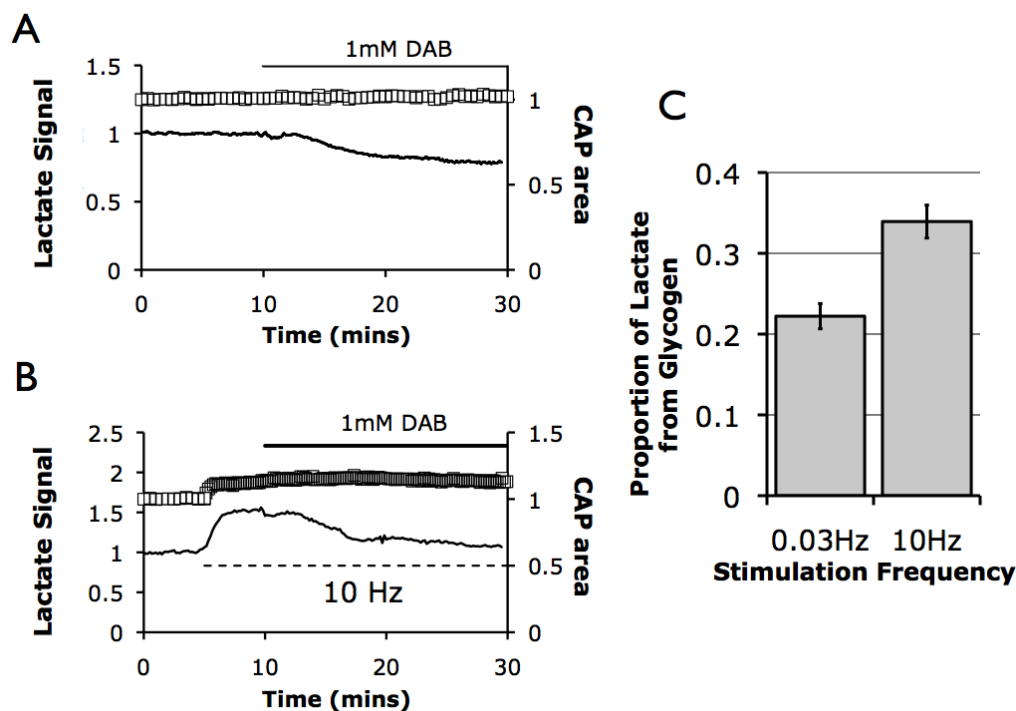 A
1mM DAB
Lactate Signal
1.5
1
0.5
0
1
0.5
0
CAP area
0
10
20
30
Time (mins)
B
1mM DAB
Lactate Signal
2.5
2
1.5
1
0.5
0
1.5
1
0.5
0
CAP area
10 Hz
0
10
20
30
Time (mins)
C
Proportion of Lactate
from Glycogen
0.4
0.3
0.2
0.1
0
0.03Hz
10Hz
Stimulation Frequency